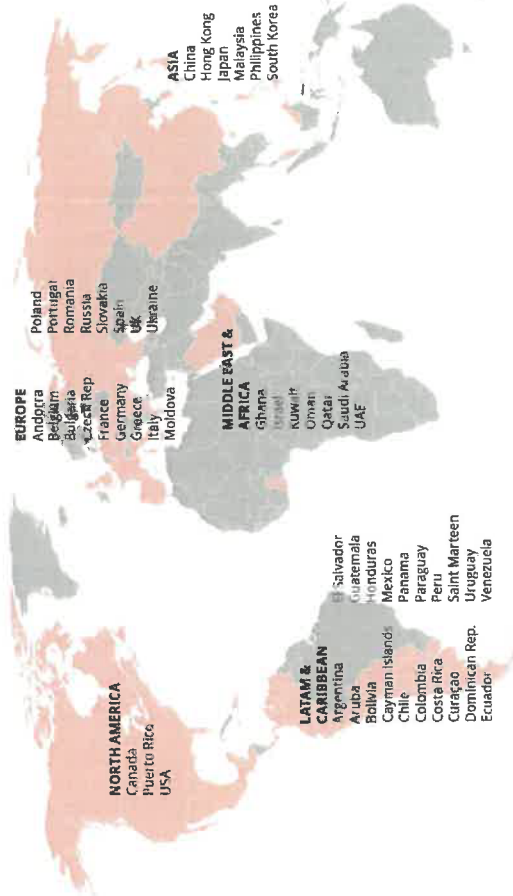 NORTH AMERICA
Canada
Puerto Rico
USA
LATAM &
CARIBBEAN
Argentina
Aruba
Bolivia
Cayman Islands
Chile
Colombia
Costa Rica
Curaçao
Dominican Rep.
Ecuador
El Salvador
Guatemala
Honduras
Mexico
Panama
Paraguay
Peru
Saint Marteen
Uruguay
Venezuela
EUROPE
Andorra
Belgium
Bulgaria
Czech Rep
France
Germany
Greece
Italy
Moldova
Poland
Portugal
Romania
Russia
Slovakia
Spain
UK
Ukraine
MIDDLE EAST &
AFRICA
Ghana
Israel
Kuwait
Oman
Qatar
Saudi Arabia
UAE
ASIA
China
Hong Kong
Japan
Malaysia
Philippines
South Korea